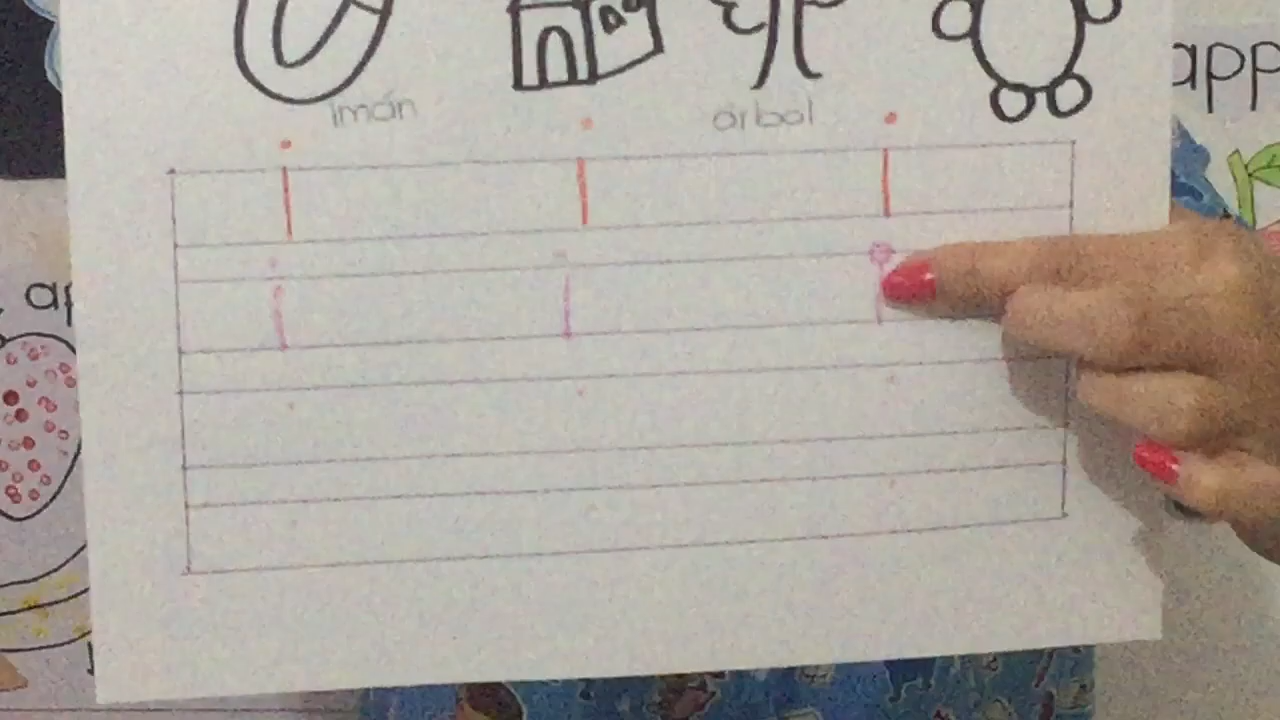 app
imán árbol
i i i
ap
i i i